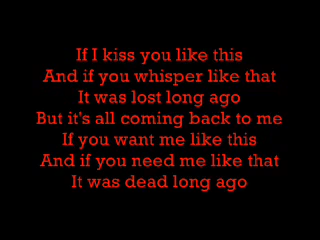 If I kiss you like this
And if you whisper like that
It was lost long ago
But it's all coming back to me
If you want me like this
And if you need me like that
It was dead long ago